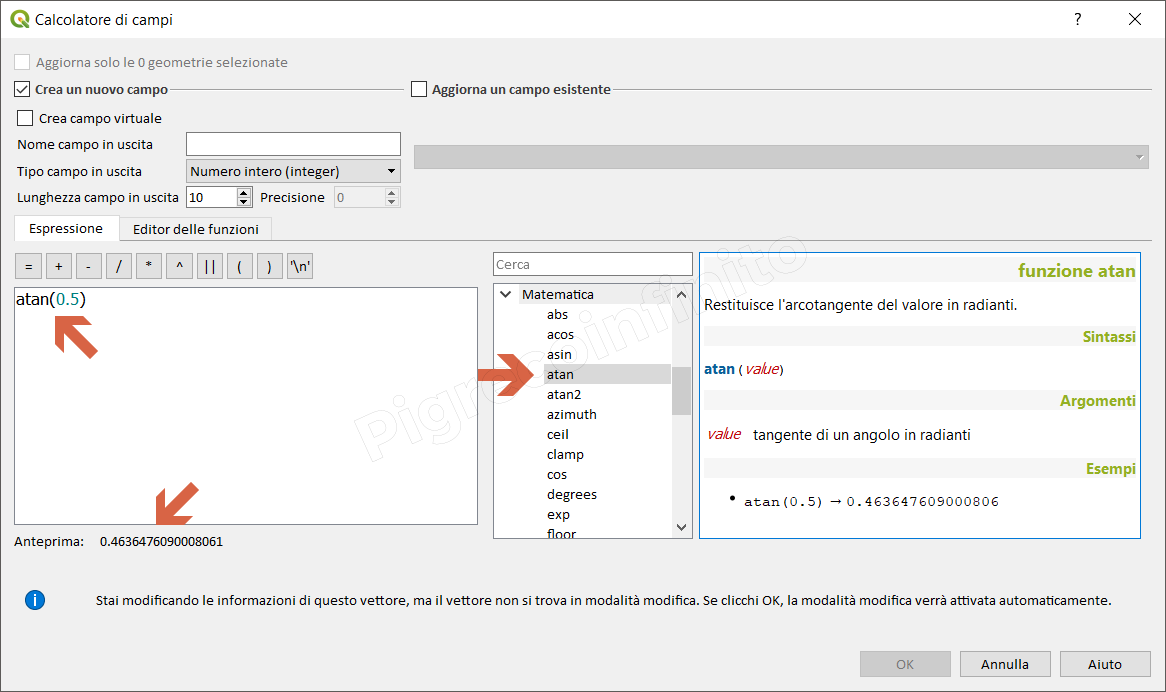 Calcolatore di campi
?
Aggiorna solo le 0 geometrie selezionate
Crea un nuovo campo
Aggiorna un campo esistente
Crea campo virtuale
Nome campo in uscita
Tipo campo in uscita
Numero intero (integer)
Lunghezza campo in uscita
10
Precisione
0
Espressione
Editor delle funzioni
= + - / * ^ || ( ) '\n'
atan(0.5)
Anteprima: 0.4636476090008061
Cerca
Matematica
abs
acos
asin
atan
atan2
azimuth
ceil
clamp
cos
degrees
exp
floor
funzione atan
Restituisce l'arcotangente del valore in radianti.
Sintassi
atan (value)
Argomenti
value tangente di un angolo in radianti
Esempi
• atan(0.5) → 0.463647609000806
Pigrecoinfinito
i
Stai modificando le informazioni di questo vettore, ma il vettore non si trova in modalità modifica. Se clicchi OK, la modalità modifica verrà attivata automaticamente.
OK
Annulla
Aiuto